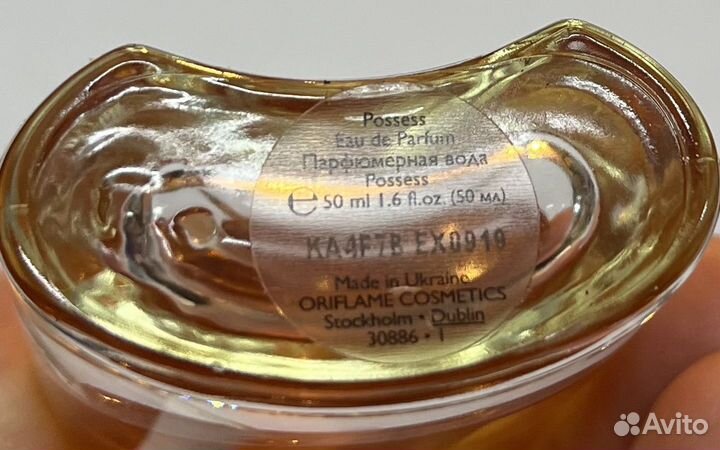 Possess
Eau de Parfum
Парфюмерная вода
Possess
℮ 50 ml 1.6 fl.oz. (50 мл)
KA4F7B EX0919
Made in Ukraine
ORIFLAME COSMETICS
Stockholm • Dublin
30886 • 1
Avito